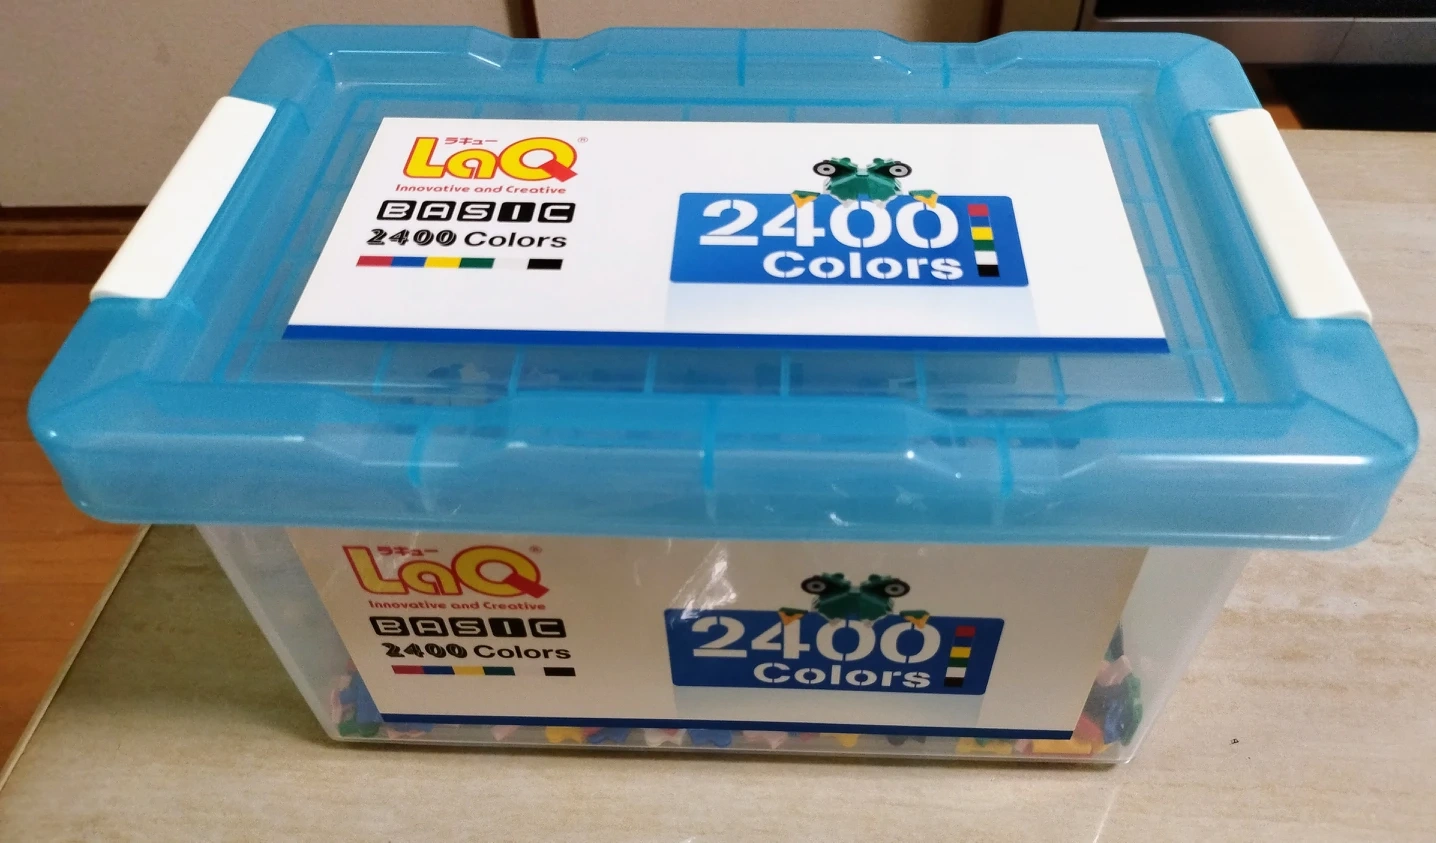 ラキュー
LaQ®
Innovative and Creative
BASIC
2400 Colors
2400
Colors
ラキュー
LaQ®
Innovative and Creative
BASIC
2400 Colors
2400
Colors